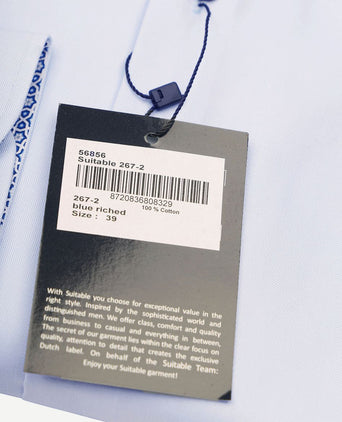 56856
Suitable 267-2
8720836808329
267-2
100 % Cotton
blue riched
Size : 39
With Suitable you choose for exceptional value in the
right style. Inspired by the sophisticated world and
distinguished men. We offer class, comfort and quality
from business to casual and everything in between,
The secret of our garment lies within the clear focus on
quality, attention to detail that creates the exclusive
Dutch label. On behalf of the Suitable Team:
Enjoy your Suitable garment!